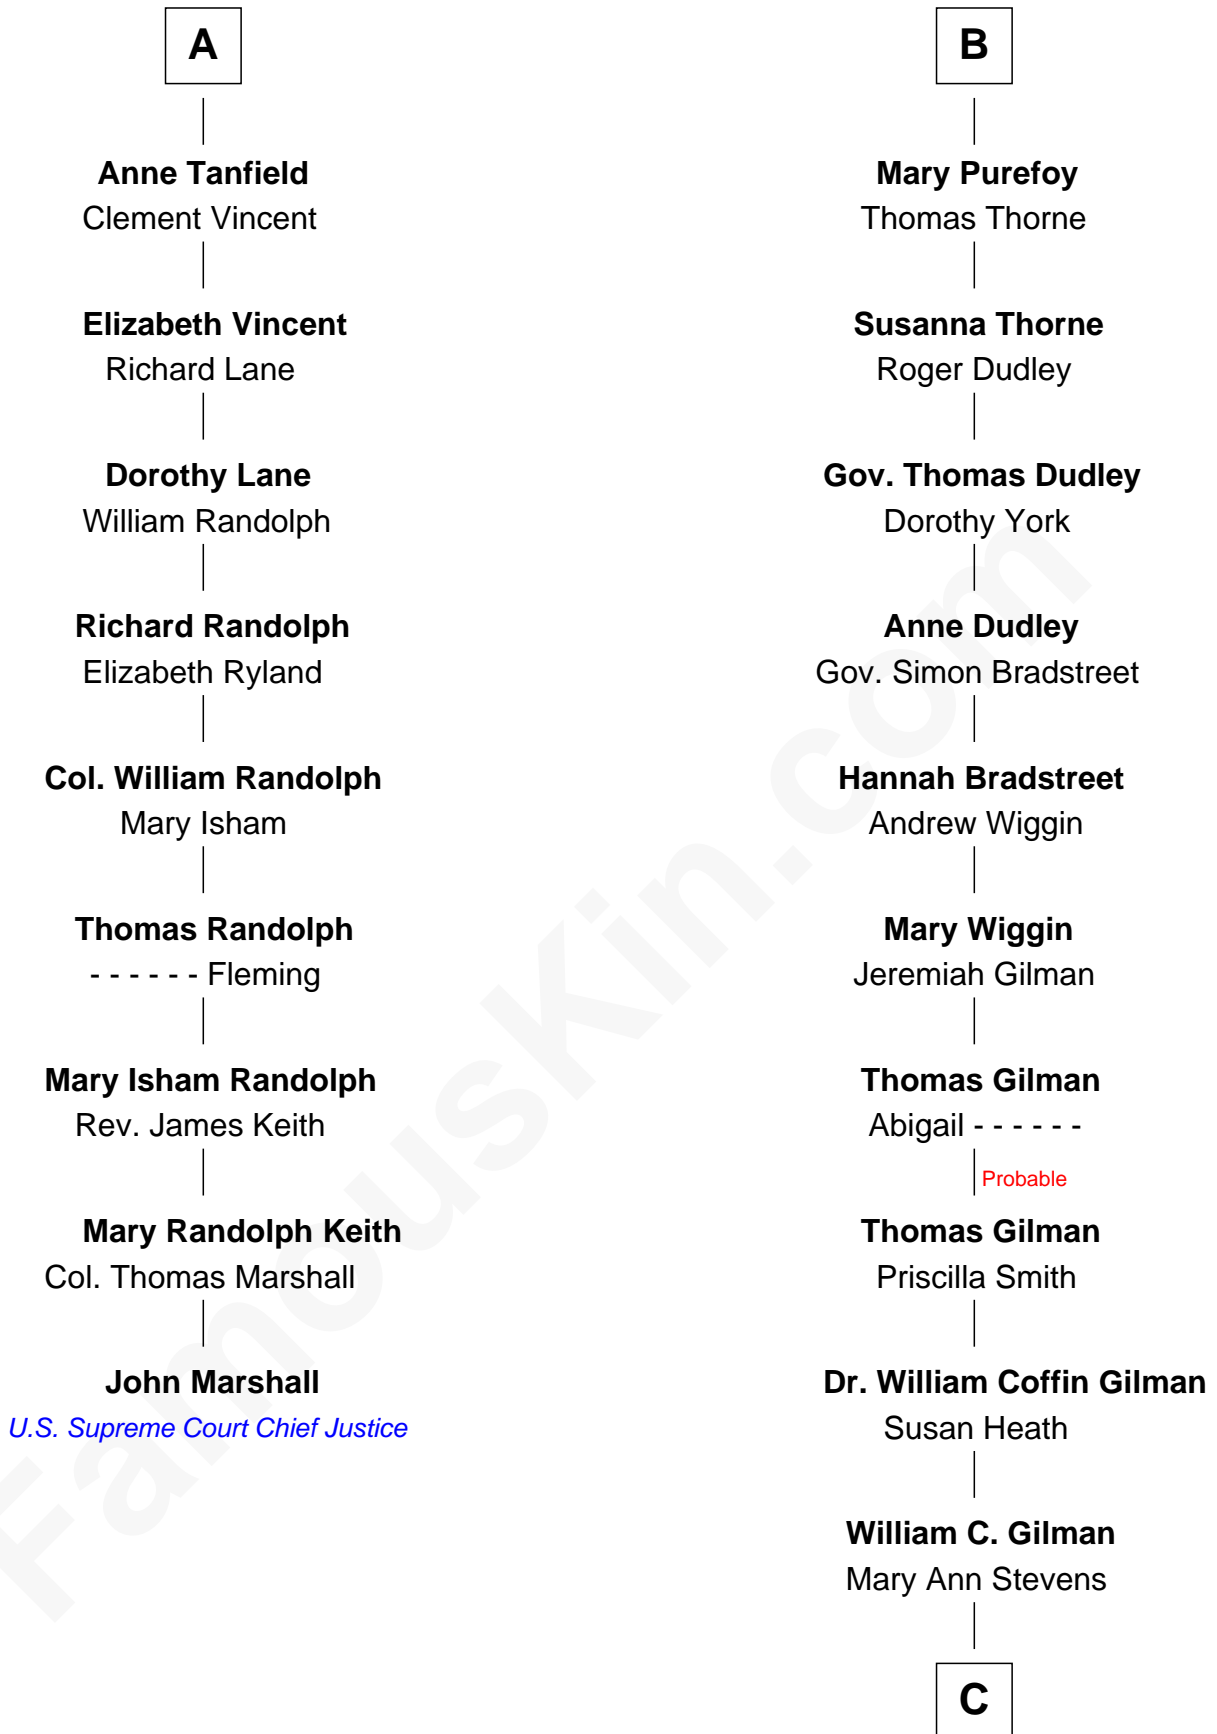 A
Anne Tanfield
Clement Vincent
Elizabeth Vincent
Richard Lane
Dorothy Lane
William Randolph
Richard Randolph
Elizabeth Ryland
Col. William Randolph
Mary Isham
Thomas Randolph
- - - - - - Fleming
Mary Isham Randolph
Rev. James Keith
Mary Randolph Keith
Col. Thomas Marshall
John Marshall
U.S. Supreme Court Chief Justice
B
Mary Purefoy
Thomas Thorne
Susanna Thorne
Roger Dudley
Gov. Thomas Dudley
Dorothy York
Anne Dudley
Gov. Simon Bradstreet
Hannah Bradstreet
Andrew Wiggin
Mary Wiggin
Jeremiah Gilman
Thomas Gilman
Abigail - - - - - -
Probable
Thomas Gilman
Priscilla Smith
Dr. William Coffin Gilman
Susan Heath
William C. Gilman
Mary Ann Stevens
C
FamousKin.com